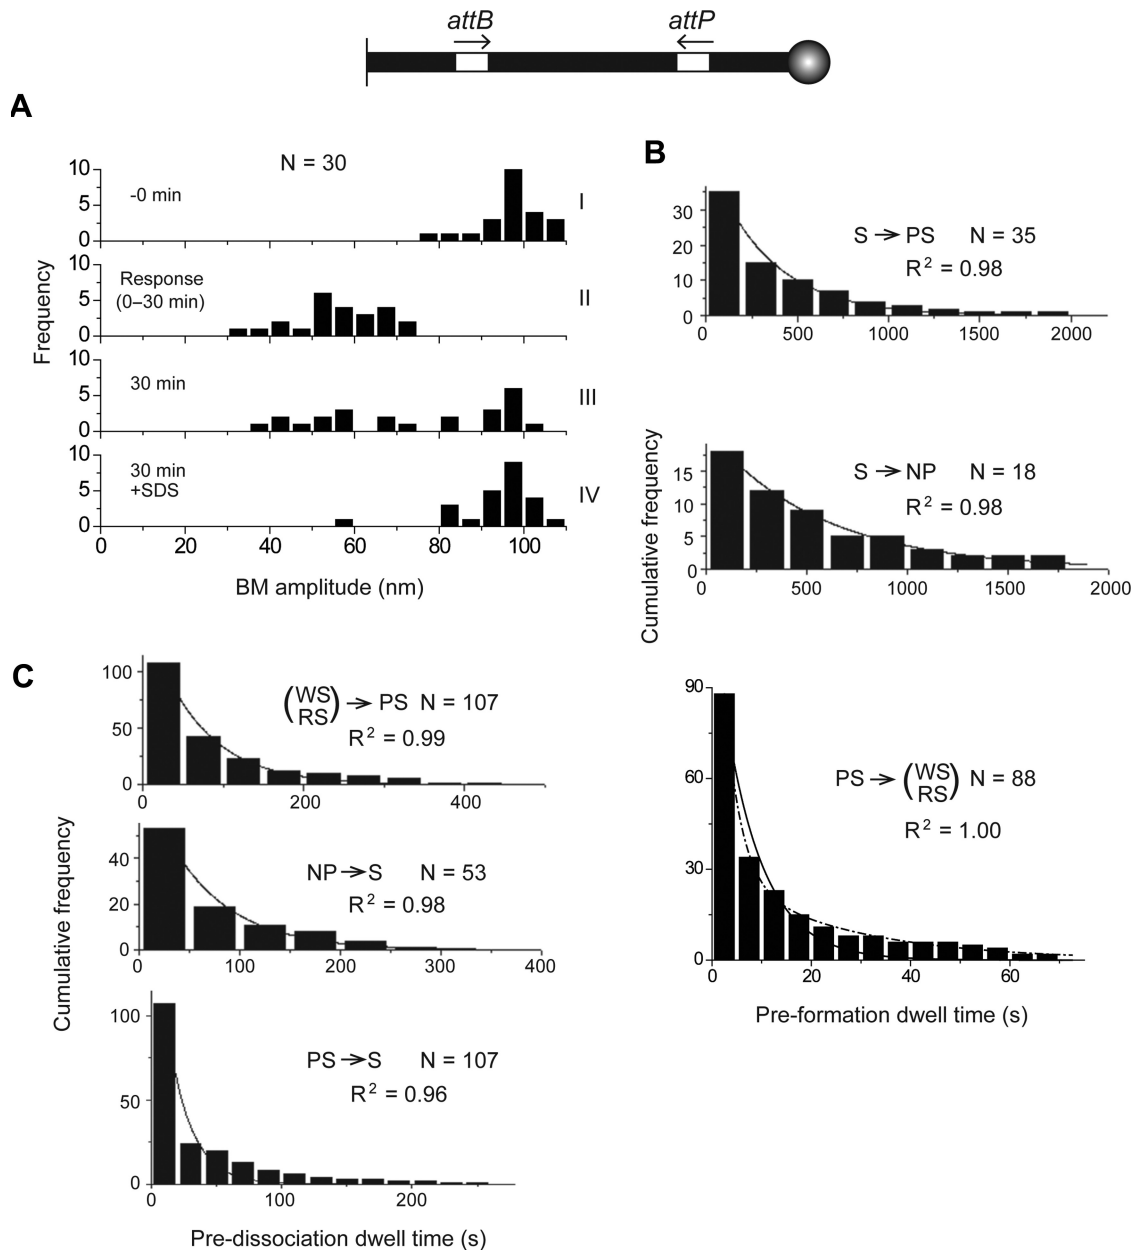 attB attP
A
N = 30
10
5
0
-0 min
I
10
5
0
Response
(0–30 min)
II
10
5
0
30 min
III
10
5
0
30 min
+SDS
IV
0 20 40 60 80 100
Frequency
BM amplitude (nm)
B
30
20
10
0
S → PS N = 35
R² = 0.98
0 500 1000 1500 2000
15
10
5
0
S → NP N = 18
R² = 0.98
0 500 1000 1500 2000
Cumulative frequency
90
60
30
0
PS → (WS
RS) N = 88
R² = 1.00
0 20 40 60
Pre-formation dwell time (s)
C
100
50
0
(WS
RS) → PS N = 107
R² = 0.99
0 200 400
40
20
0
NP → S N = 53
R² = 0.98
0 100 200 300 400
Cumulative frequency
100
50
0
PS → S N = 107
R² = 0.96
0 100 200
Pre-dissociation dwell time (s)